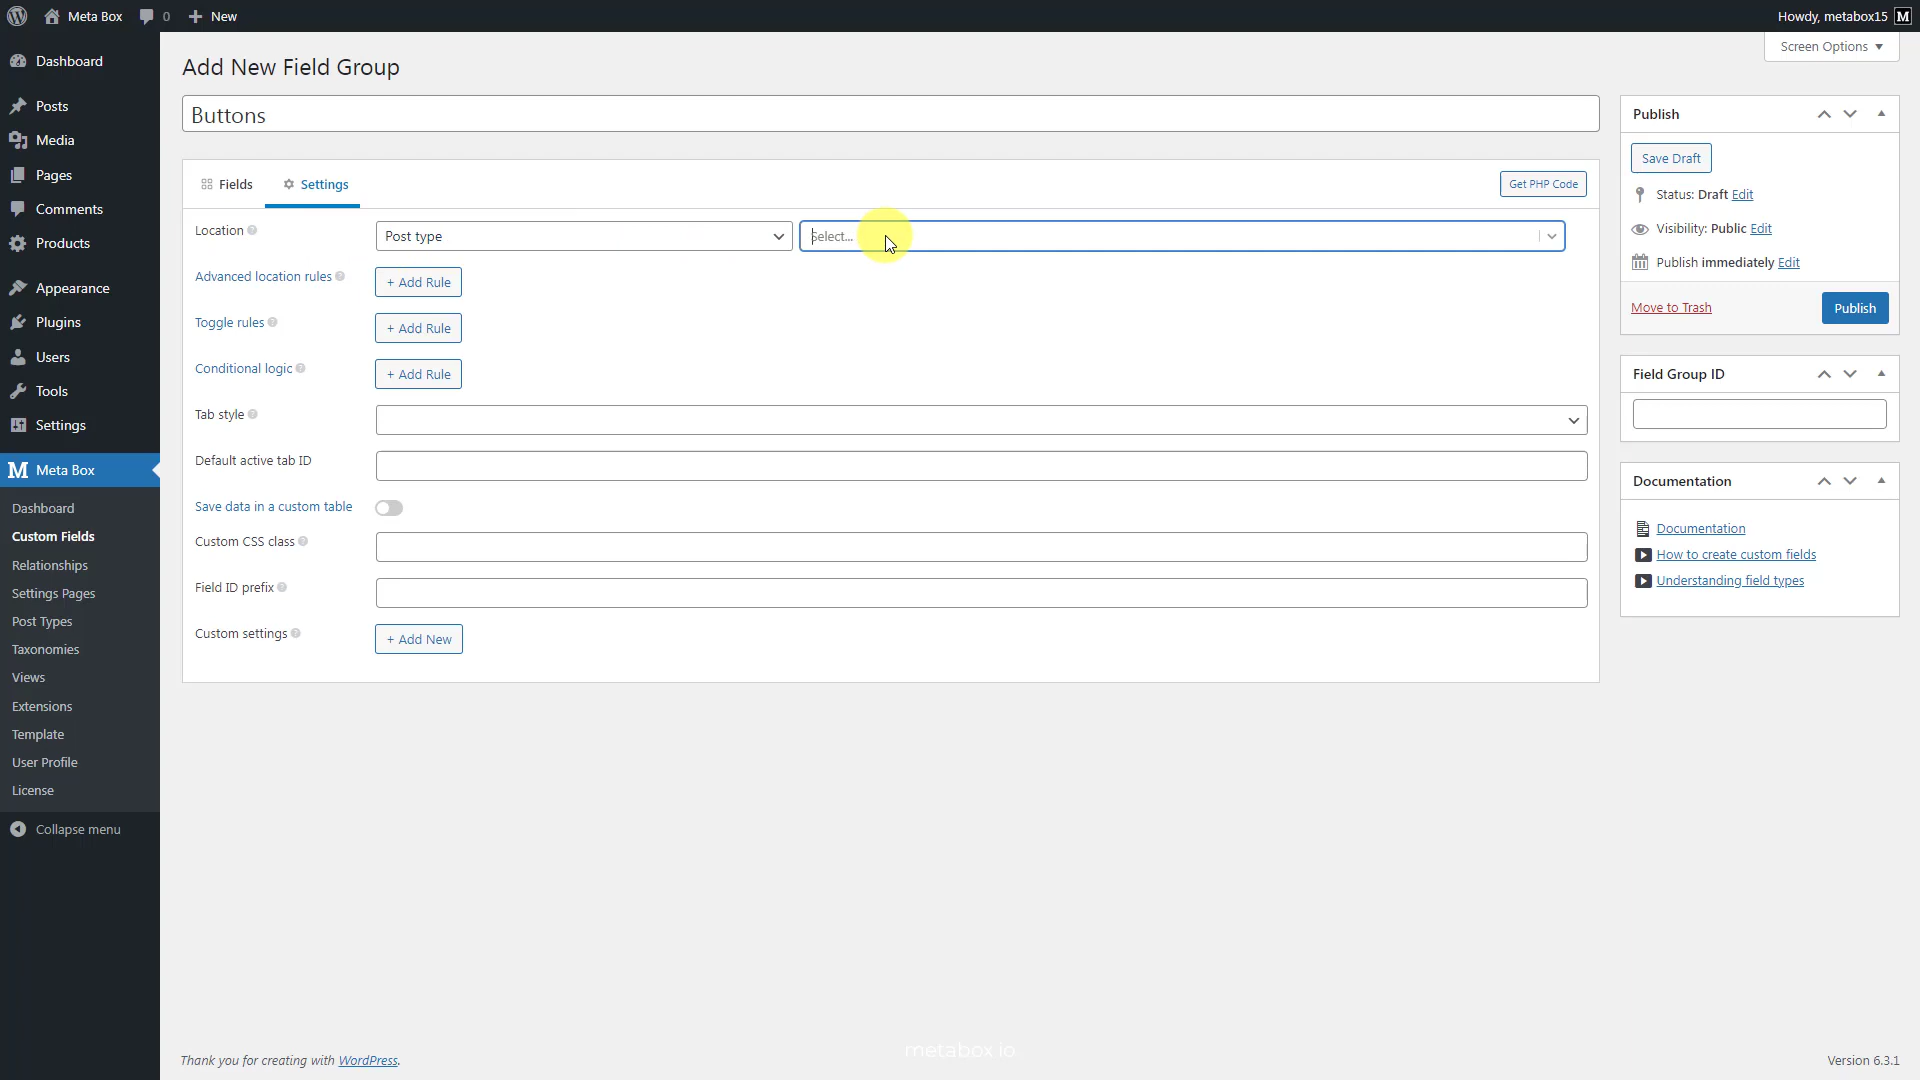 Meta Box 0 New Howdy, metabox15 M
Screen Options
Dashboard
Posts
Media
Pages
Comments
Products
Appearance
Plugins
Users
Tools
Settings
M Meta Box
Dashboard
Custom Fields
Relationships
Settings Pages
Post Types
Taxonomies
Views
Extensions
Template
User Profile
License
Collapse menu
Add New Field Group
Buttons
Fields Settings Get PHP Code
Location ? Post type Select...
Advanced location rules ? + Add Rule
Toggle rules ? + Add Rule
Conditional logic ? + Add Rule
Tab style ?
Default active tab ID
Save data in a custom table
Custom CSS class ?
Field ID prefix ?
Custom settings ? + Add New
Publish
Save Draft
Status: Draft Edit
Visibility: Public Edit
Publish immediately Edit
Move to Trash Publish
Field Group ID
Documentation
Documentation
How to create custom fields
Understanding field types
Thank you for creating with WordPress.
metabox io
Version 6.3.1